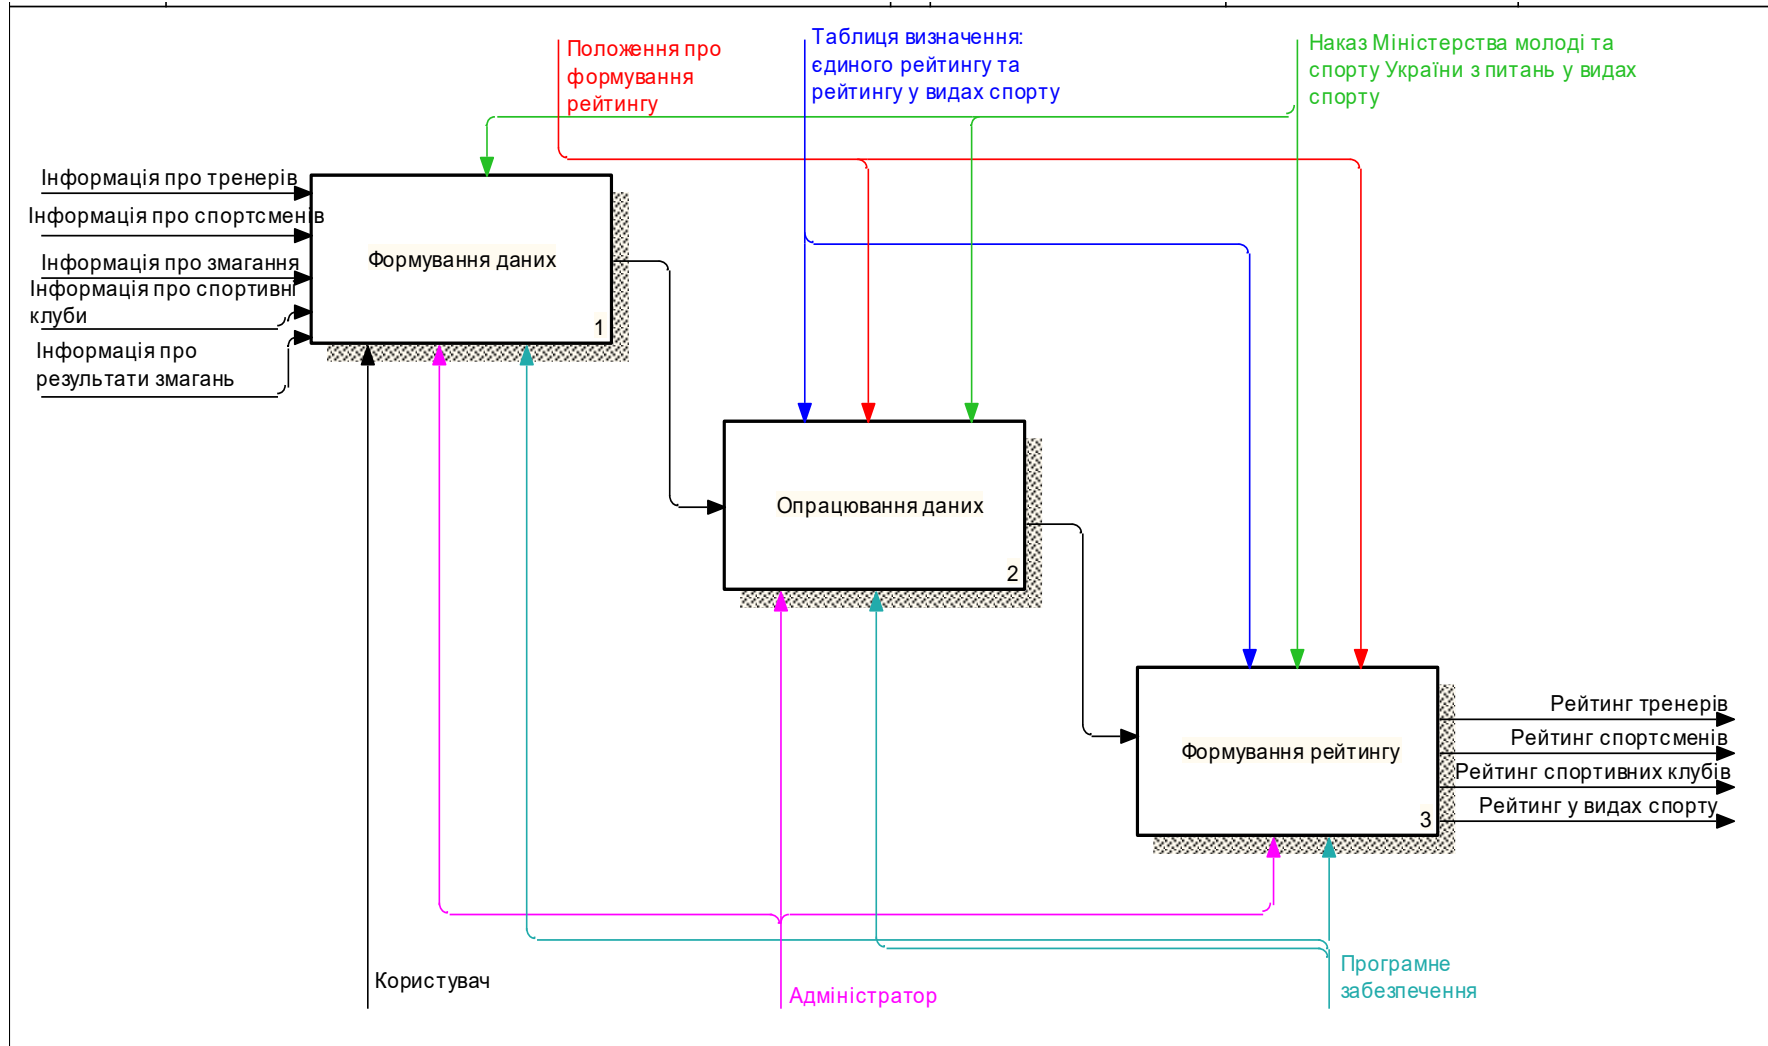 Положення про
формування
рейтингу
Таблиця визначення:
єдиного рейтингу та
рейтингу у видах спорту
Наказ Міністерства молоді та
спорту України з питань у видах
спорту
Інформація про тренерів
Інформація про спортсменів
Інформація про змагання
Інформація про спортивні
клуби
Інформація про
результати змагань
Формування даних
1
Опрацювання даних
2
Формування рейтингу
3
Рейтинг тренерів
Рейтинг спортсменів
Рейтинг спортивних клубів
Рейтинг у видах спорту
Користувач
Адміністратор
Програмне
забезпечення